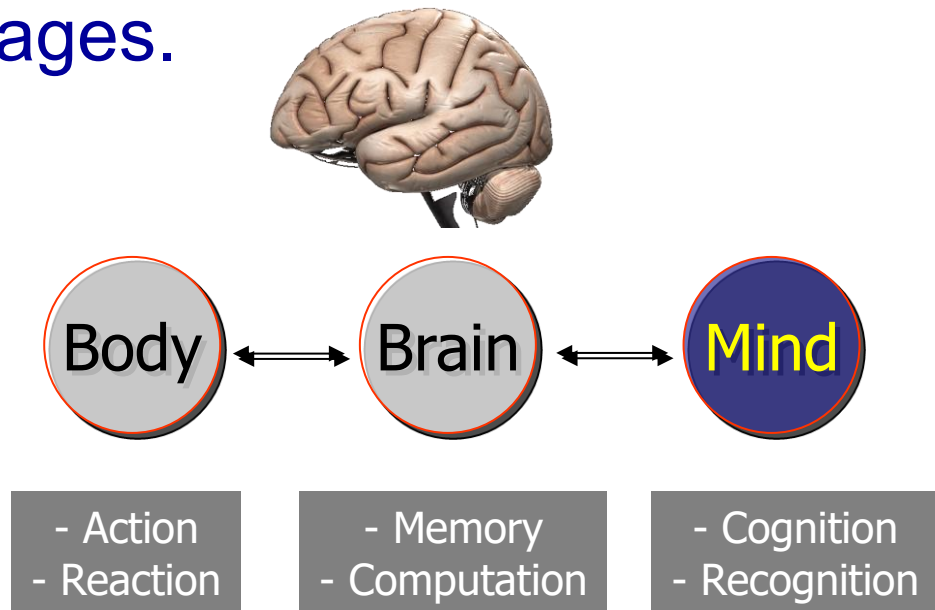 ages.
Body
Brain
Mind
- Action
- Reaction
- Memory
- Computation
- Cognition
- Recognition